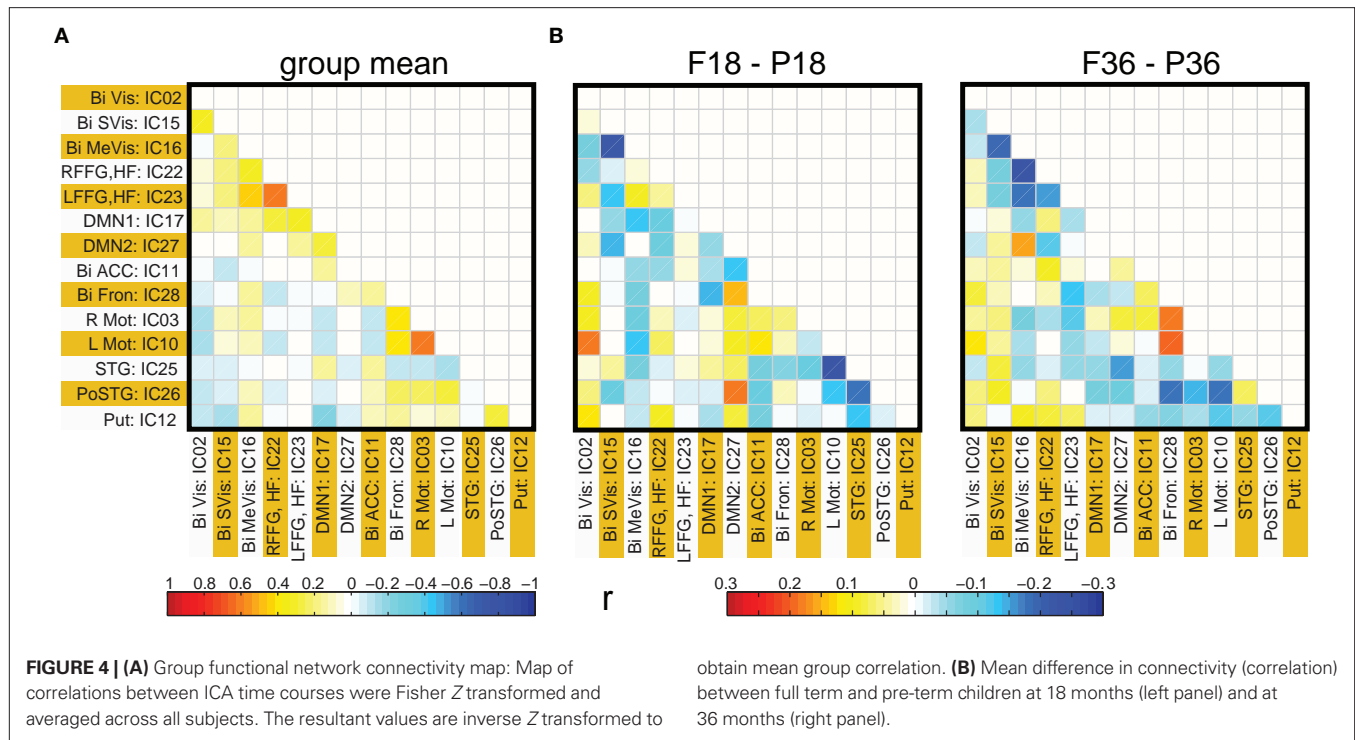 A
B
group mean
F18 - P18
F36 - P36
Bi Vis: IC02
Bi SVis: IC15
Bi MeVis: IC16
RFFG,HF: IC22
LFFG,HF: IC23
DMN1: IC17
DMN2: IC27
Bi ACC: IC11
Bi Fron: IC28
R Mot: IC03
L Mot: IC10
STG: IC25
PoSTG: IC26
Put: IC12
Bi Vis: IC02
Bi SVis: IC15
Bi MeVis: IC16
RFFG, HF: IC22
LFFG, HF: IC23
DMN1: IC17
DMN2: IC27
Bi ACC: IC11
Bi Fron: IC28
R Mot: IC03
L Mot: IC10
STG: IC25
PoSTG: IC26
Put: IC12
Bi Vis: IC02
Bi SVis: IC15
Bi MeVis: IC16
RFFG, HF: IC22
LFFG, HF: IC23
DMN1: IC17
DMN2: IC27
Bi ACC: IC11
Bi Fron: IC28
R Mot: IC03
L Mot: IC10
STG: IC25
PoSTG: IC26
Put: IC12
Bi Vis: IC02
Bi SVis: IC15
Bi MeVis: IC16
RFFG, HF: IC22
LFFG, HF: IC23
DMN1: IC17
DMN2: IC27
Bi ACC: IC11
Bi Fron: IC28
R Mot: IC03
L Mot: IC10
STG: IC25
PoSTG: IC26
Put: IC12
1 0.8 0.6 0.4 0.2 0 −0.2 −0.4 −0.6 −0.8 −1
r
0.3 0.2 0.1 0 −0.1 −0.2 −0.3
FIGURE 4 | (A) Group functional network connectivity map: Map of
correlations between ICA time courses were Fisher Z transformed and
averaged across all subjects. The resultant values are inverse Z transformed to
obtain mean group correlation. (B) Mean difference in connectivity (correlation)
between full term and pre-term children at 18 months (left panel) and at
36 months (right panel).